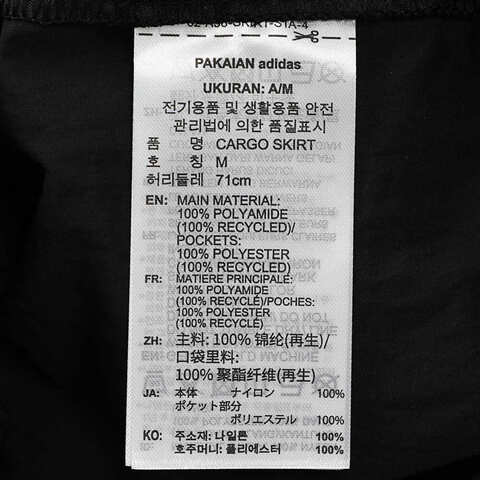 PAKAIAN adidas
UKURAN: A/M
전기용품 및 생활용품 안전
관리법에 의한 품질표시
품 명 CARGO SKIRT
호 칭 M
허리둘레 71cm
EN: MAIN MATERIAL:
100% POLYAMIDE
(100% RECYCLED)/
POCKETS:
100% POLYESTER
(100% RECYCLED)
FR: MATIERE PRINCIPALE:
100% POLYAMIDE
(100% RECYCLÉ)/POCHES:
100% POLYESTER
(100% RECYCLÉ)
ZH: 主料: 100% 锦纶(再生)/
口袋里料:
100% 聚酯纤维(再生)
JA: 本体 ナイロン 100%
ポケット部分
ポリエステル 100%
KO: 주소재: 나일론 100%
호주머니: 폴리에스터 100%